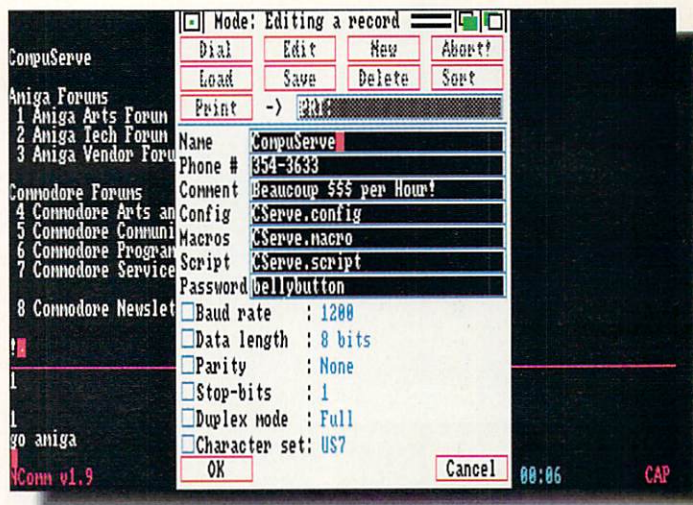 Mode: Editing a record
Dial Edit New Abort!
Load Save Delete Sort
Print -> PRT:
Name CompuServe
Phone # 354-3633
Comment Beaucoup $$$ per Hour!
Config CServe.config
Macros CServe.macro
Script CServe.script
Password bellybutton
Baud rate : 1200
Data length : 8 bits
Parity : None
Stop-bits : 1
Duplex mode : Full
Character set: US7
OK Cancel
CompuServe
Amiga Forums
1 Amiga Arts Forum
2 Amiga Tech Forum
3 Amiga Vendor Foru
Commodore Forums
4 Commodore Arts an
5 Commodore Communi
6 Commodore Program
7 Commodore Service
8 Commodore Newslet
!.
1
1
go amiga
NComm v1.9 00:06 CAP